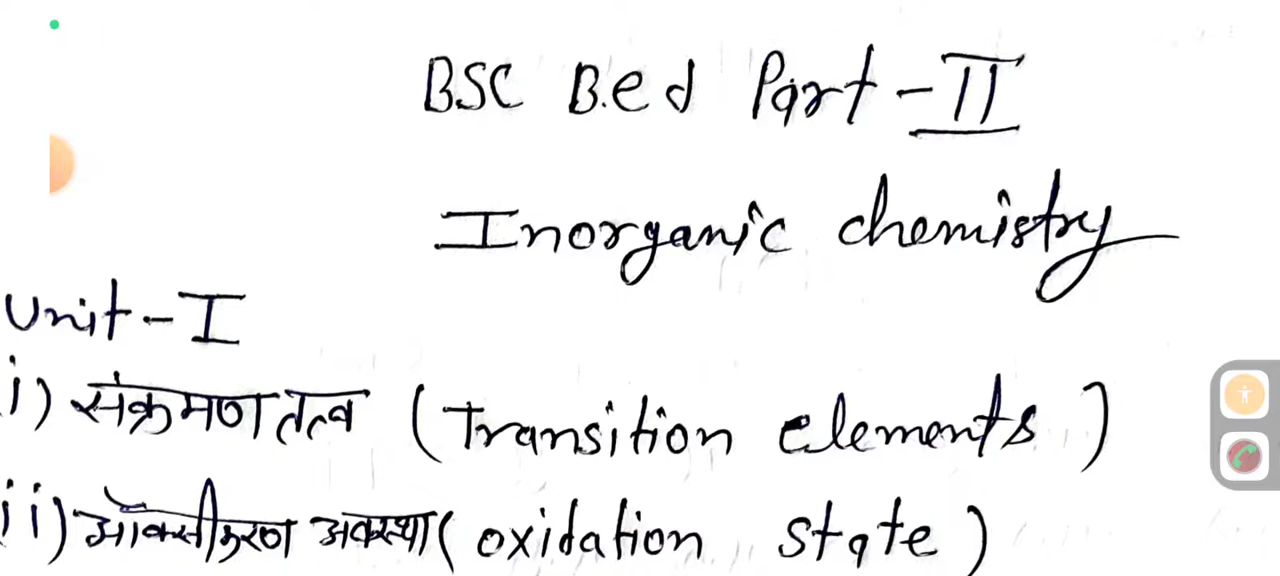 BSC B.ed Part-II
Inorganic chemistry
Unit-I
i) संक्रमण तत्व (Transition elements)
ii) ऑक्सीकरण अवस्था (oxidation state)